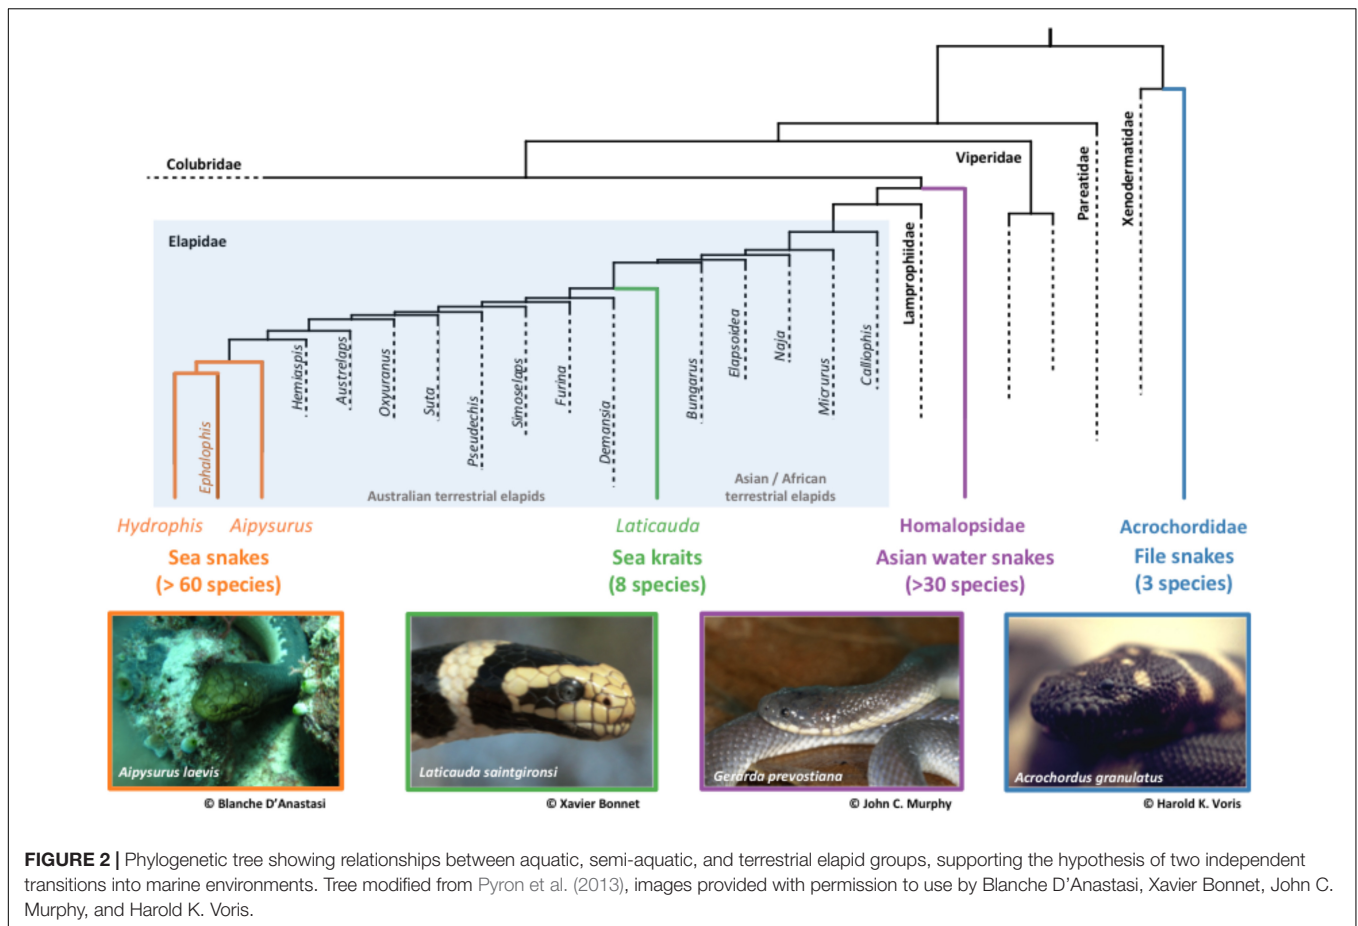 Colubridae
Viperidae
Pareatidae
Xenodermatidae
Elapidae
Lamprophiidae
Ephalophis
Hemiaspis
Austrelaps
Oxyuranus
Suta
Pseudechis
Simoselaps
Furina
Demansia
Bungarus
Elapsoidea
Naja
Micrurus
Calliophis
Australian terrestrial elapids
Asian / African
terrestrial elapids
Hydrophis Aipysurus
Sea snakes
(> 60 species)
Laticauda
Sea kraits
(8 species)
Homalopsidae
Asian water snakes
(>30 species)
Acrochordidae
File snakes
(3 species)
Aipysurus laevis
Laticauda saintgironsi
Gerarda prevostiana
Acrochordus granulatus
© Blanche D'Anastasi
© Xavier Bonnet
© John C. Murphy
© Harold K. Voris
FIGURE 2 | Phylogenetic tree showing relationships between aquatic, semi-aquatic, and terrestrial elapid groups, supporting the hypothesis of two independent
transitions into marine environments. Tree modified from Pyron et al. (2013), images provided with permission to use by Blanche D'Anastasi, Xavier Bonnet, John C.
Murphy, and Harold K. Voris.